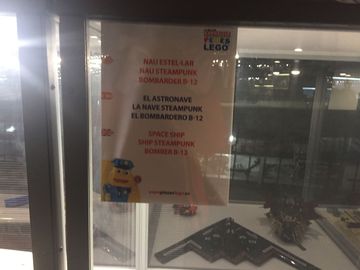 LEGO
NAU ESTEL·LAR
NAU STEAMPUNK
BOMBARDER B-12
EL ASTRONAVE
LA NAVE STEAMPUNK
EL BOMBARDERO B-12
SPACE SHIP
SHIP STEAMPUNK
BOMBER B-12